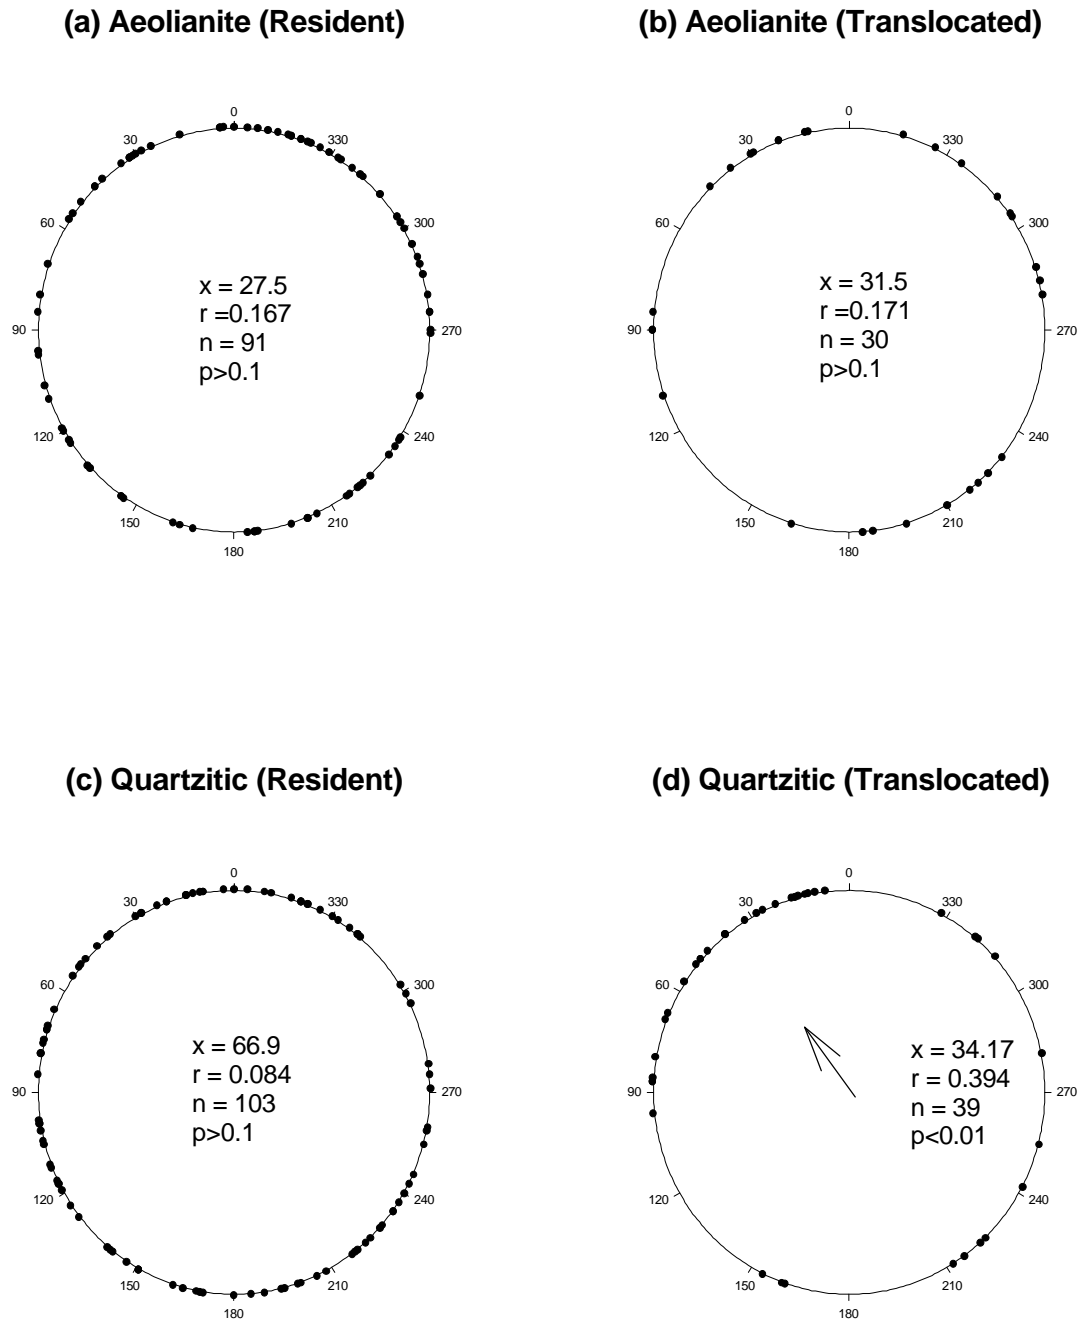 (a) Aeolianite (Resident)
0
30
330
60
300
x = 27.5
r =0.167
n = 91
p>0.1
90
270
120
240
150
210
180
(b) Aeolianite (Translocated)
0
30
330
60
300
x = 31.5
r =0.171
n = 30
p>0.1
90
270
120
240
150
210
180
(c) Quartzitic (Resident)
0
30
330
60
300
x = 66.9
r = 0.084
n = 103
p>0.1
90
270
120
240
150
210
180
(d) Quartzitic (Translocated)
0
30
330
60
300
x = 34.17
r = 0.394
n = 39
p<0.01
90
270
120
240
150
210
180